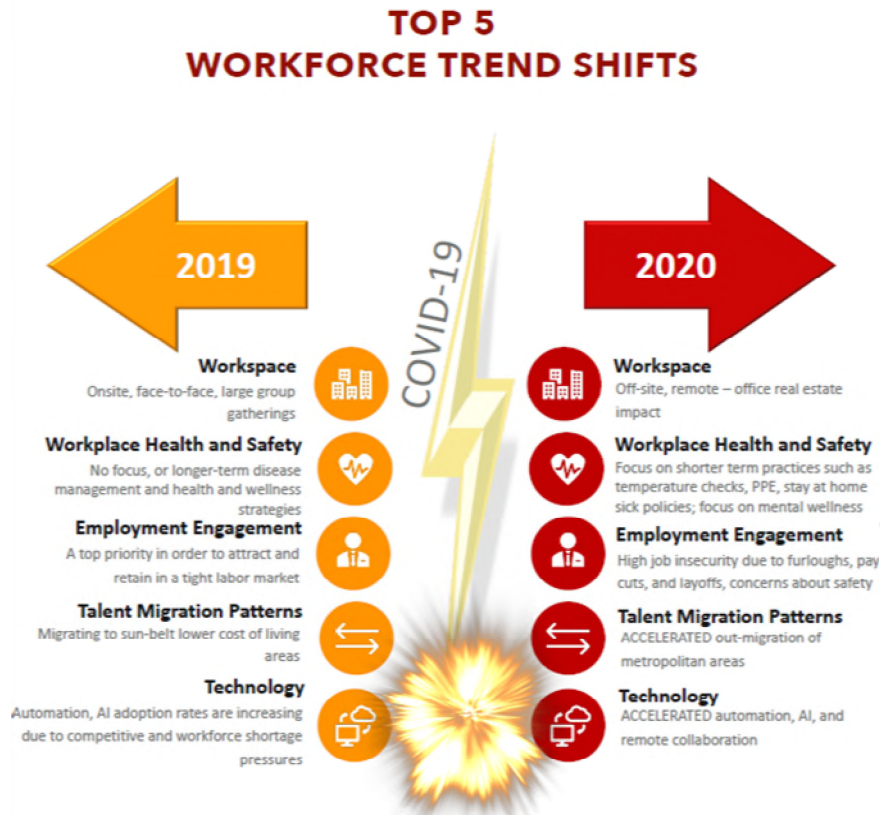 TOP 5
WORKFORCE TREND SHIFTS
2019
Workspace
Onsite, face-to-face, large group
gatherings
Workplace Health and Safety
No focus, or longer-term disease
management and health and wellness
strategies
Employment Engagement
A top priority in order to attract and
retain in a tight labor market
Talent Migration Patterns
Migrating to sun-belt lower cost of living
areas
Technology
Automation, AI adoption rates are increasing
due to competitive and workforce shortage
pressures
COVID-19
2020
Workspace
Off-site, remote – office real estate
impact
Workplace Health and Safety
Focus on shorter term practices such as
temperature checks, PPE, stay at home
sick policies; focus on mental wellness
Employment Engagement
High job insecurity due to furloughs, pay
cuts, and layoffs, concerns about safety
Talent Migration Patterns
ACCELERATED out-migration of
metropolitan areas
Technology
ACCELERATED automation, AI, and
remote collaboration